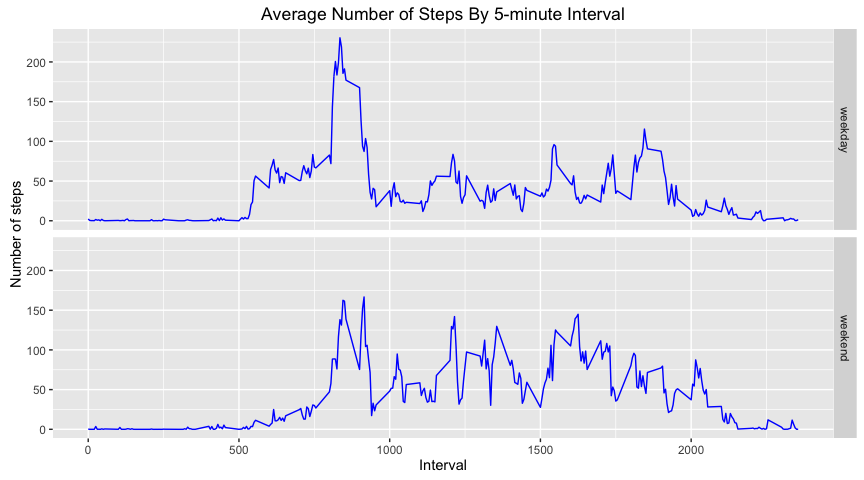 Average Number of Steps By 5-minute Interval
Number of steps
200
150
100
50
0
weekday
200
150
100
50
0
weekend
0 500 1000 1500 2000
Interval